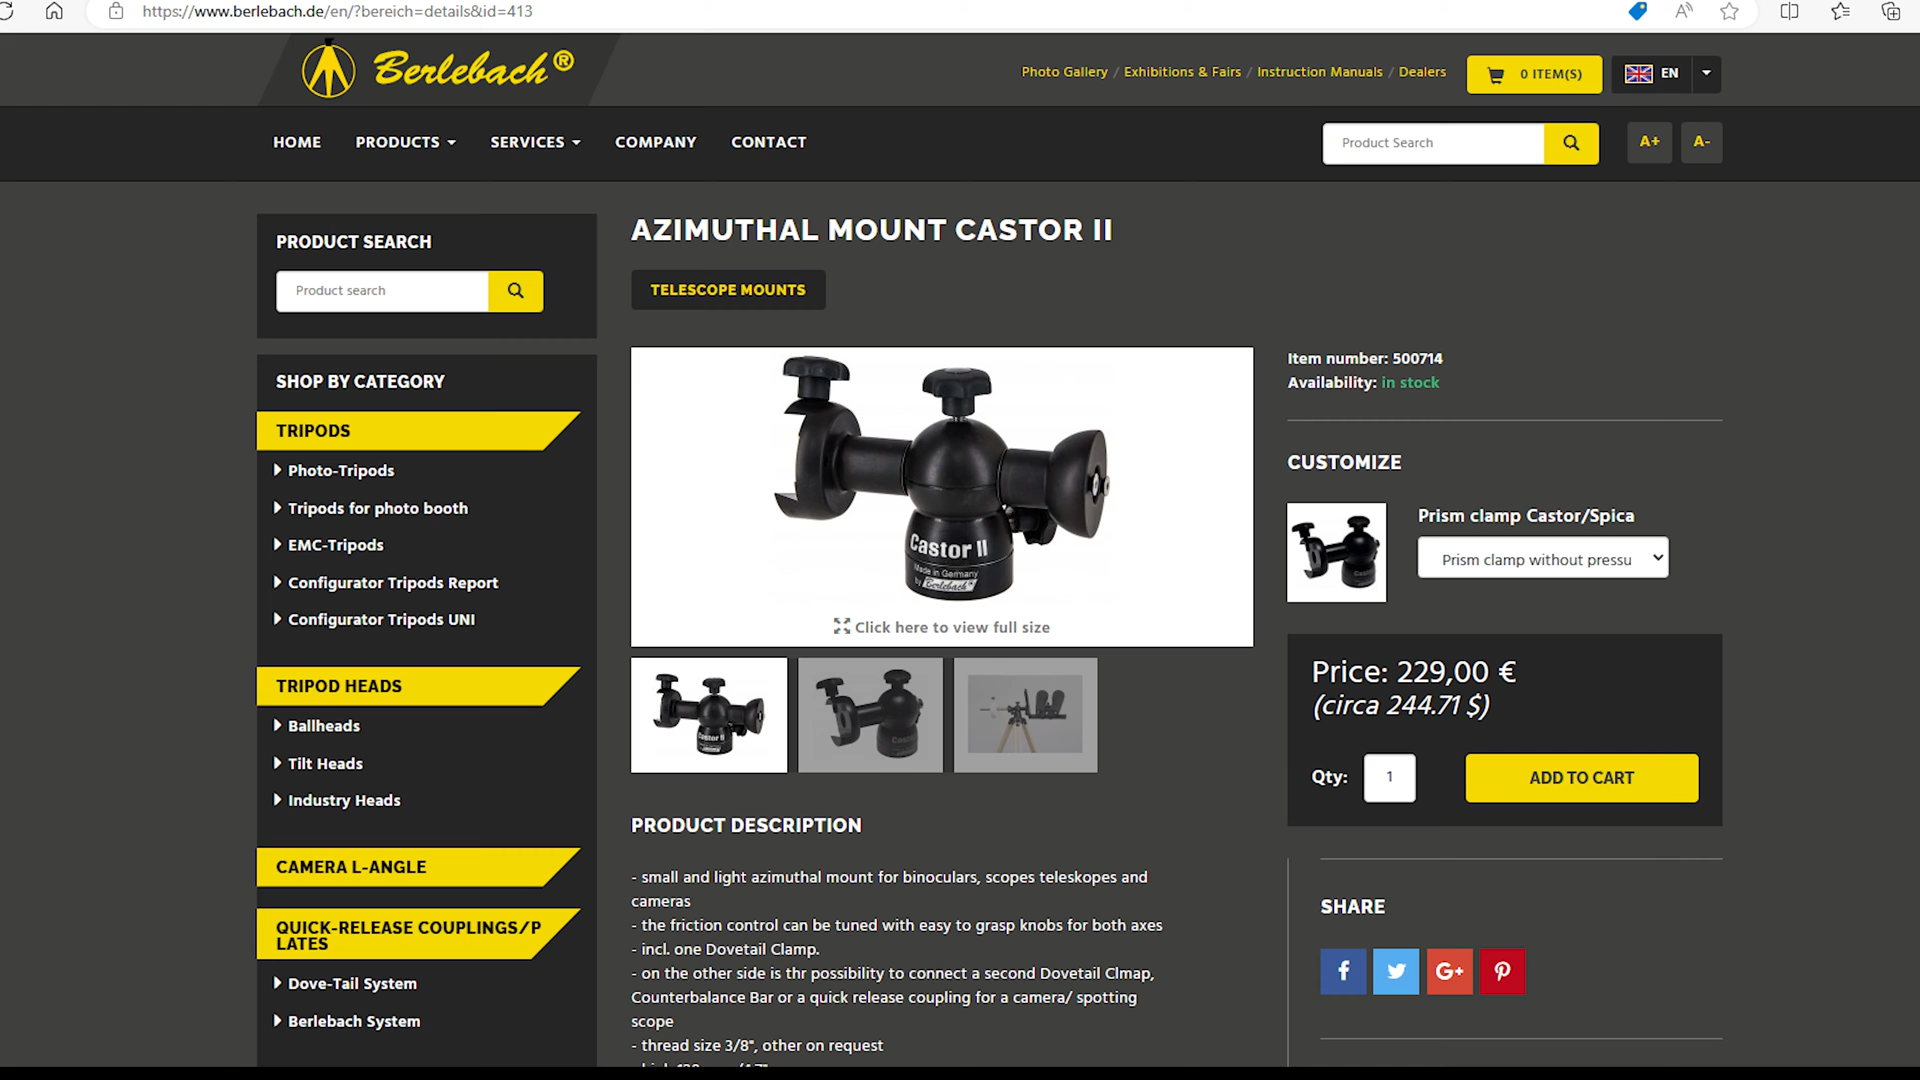 https://www.berlebach.de/en/?bereich=details&id=413
Berlebach®
Photo Gallery / Exhibitions & Fairs / Instruction Manuals / Dealers
0 ITEM(S)
EN
HOME
PRODUCTS
SERVICES
COMPANY
CONTACT
Product Search
A+
A-
PRODUCT SEARCH
Product search
SHOP BY CATEGORY
TRIPODS
Photo-Tripods
Tripods for photo booth
EMC-Tripods
Configurator Tripods Report
Configurator Tripods UNI
TRIPOD HEADS
Ballheads
Tilt Heads
Industry Heads
CAMERA L-ANGLE
QUICK-RELEASE COUPLINGS/P
LATES
Dove-Tail System
Berlebach System
AZIMUTHAL MOUNT CASTOR II
TELESCOPE MOUNTS
Castor II
Made in Germany
by Berlebach
Click here to view full size
Castor II
PRODUCT DESCRIPTION
- small and light azimuthal mount for binoculars, scopes teleskopes and
cameras
- the friction control can be tuned with easy to grasp knobs for both axes
- incl. one Dovetail Clamp.
- on the other side is thr possibility to connect a second Dovetail Clmap,
Counterbalance Bar or a quick release coupling for a camera/ spotting
scope
- thread size 3/8", other on request
Item number: 500714
Availability: in stock
CUSTOMIZE
Prism clamp Castor/Spica
Prism clamp without pressu
Price: 229,00 €
(circa 244.71 $)
Qty:
1
ADD TO CART
SHARE
f
G+